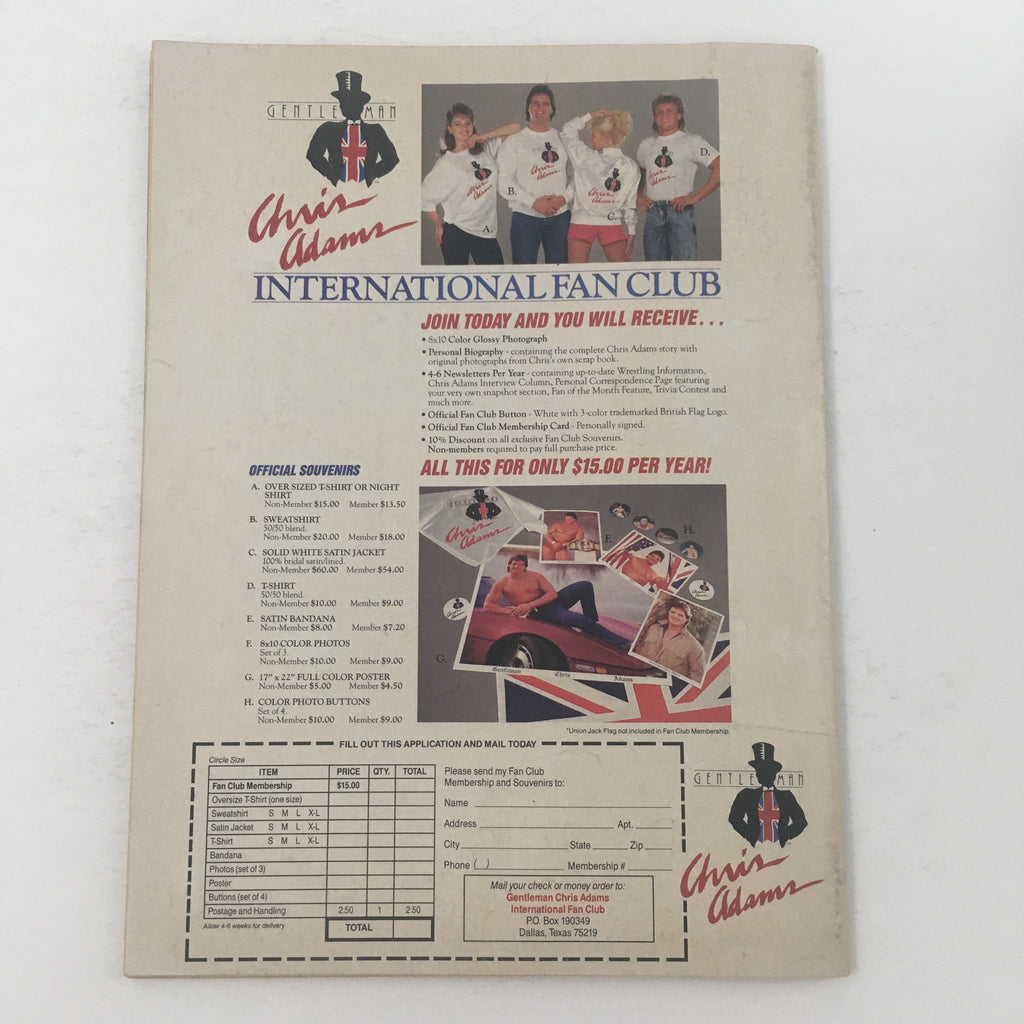 GENTLEMAN
Chris
Adams
A.
B.
C.
D.
INTERNATIONAL FAN CLUB
JOIN TODAY AND YOU WILL RECEIVE...
• 8x10 Color Glossy Photograph
• Personal Biography - containing the complete Chris Adams story with
original photographs from Chris's own scrap book.
• 4-6 Newsletters Per Year - containing up-to-date Wrestling Information,
Chris Adams Interview Column, Personal Correspondence Page featuring
your very own snapshot section, Fan of the Month Feature, Trivia Contest and
much more.
• Official Fan Club Button - White with 3-color trademarked British Flag Logo.
• Official Fan Club Membership Card - Personally signed.
• 10% Discount on all exclusive Fan Club Souvenirs.
Non-members required to pay full purchase price.
ALL THIS FOR ONLY $15.00 PER YEAR!
OFFICIAL SOUVENIRS
A. OVER SIZED T-SHIRT OR NIGHT
SHIRT
Non-Member $15.00 Member $13.50
B. SWEATSHIRT
50/50 blend.
Non-Member $20.00 Member $18.00
C. SOLID WHITE SATIN JACKET
100% bridal satin/lined.
Non-Member $60.00 Member $54.00
D. T-SHIRT
50/50 blend.
Non-Member $10.00 Member $9.00
E. SATIN BANDANA
Non-Member $8.00 Member $7.20
F. 8x10 COLOR PHOTOS
Set of 3.
Non-Member $10.00 Member $9.00
G. 17" x 22" FULL COLOR POSTER
Non-Member $5.00 Member $4.50
H. COLOR PHOTO BUTTONS
Set of 4.
Non-Member $10.00 Member $9.00
Chris
Adams
F.
H.
G.
Gentleman Chris Adams
*Union Jack Flag not included in Fan Club Membership.
FILL OUT THIS APPLICATION AND MAIL TODAY
Circle Size
ITEM PRICE QTY. TOTAL
Fan Club Membership $15.00
Oversize T-Shirt (one size)
Sweatshirt S M L X-L
Satin Jacket S M L X-L
T-Shirt S M L X-L
Bandana
Photos (set of 3)
Poster
Buttons (set of 4)
Postage and Handling 2.50 1 2.50
Allow 4-6 weeks for delivery
TOTAL
Please send my Fan Club
Membership and Souvenirs to:
Name
Address Apt.
City State Zip
Phone ( ) Membership #
Mail your check or money order to:
Gentleman Chris Adams
International Fan Club
P.O. Box 190349
Dallas, Texas 75219
GENTLEMAN
Chris
Adams